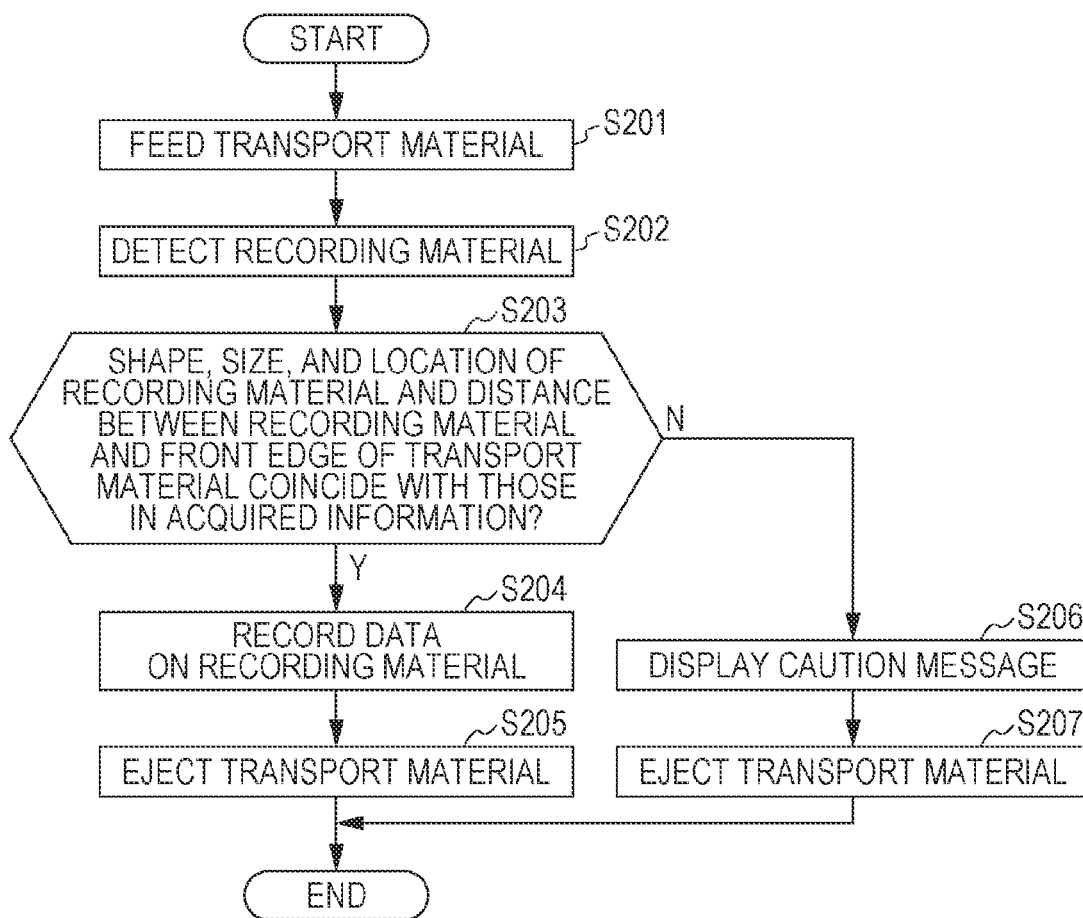 START
FEED TRANSPORT MATERIAL
S201
DETECT RECORDING MATERIAL
S202
S203
SHAPE, SIZE, AND LOCATION OF
RECORDING MATERIAL AND DISTANCE
BETWEEN RECORDING MATERIAL
AND FRONT EDGE OF TRANSPORT
MATERIAL COINCIDE WITH THOSE
IN ACQUIRED INFORMATION?
N
Y
S204
RECORD DATA
ON RECORDING MATERIAL
S206
DISPLAY CAUTION MESSAGE
S205
EJECT TRANSPORT MATERIAL
S207
EJECT TRANSPORT MATERIAL
END